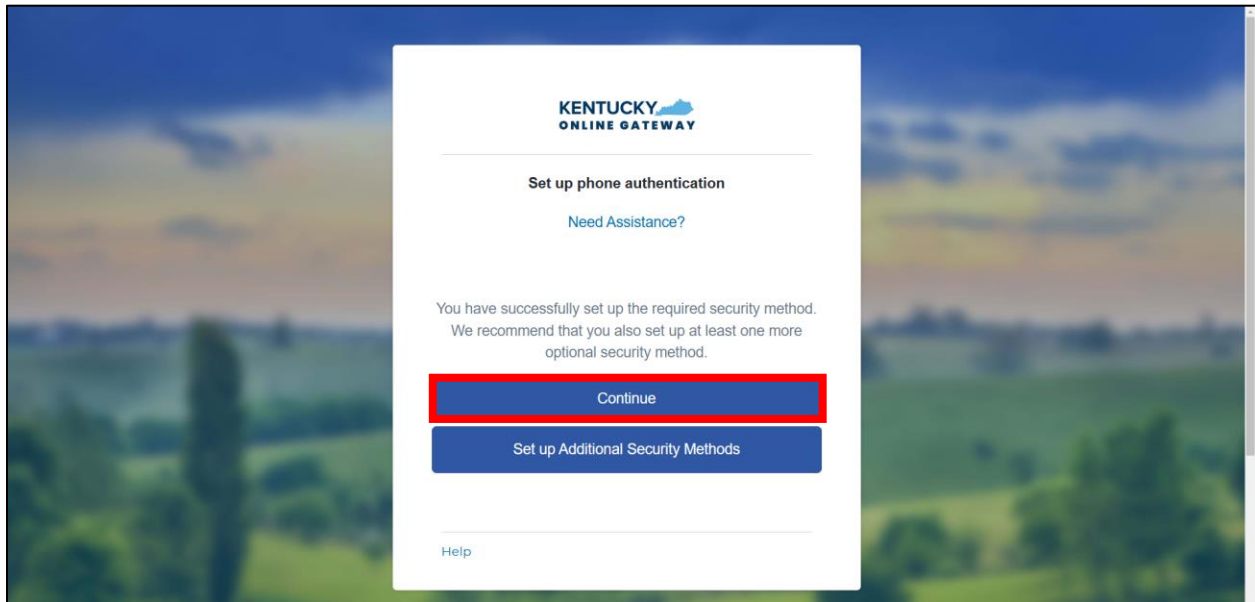 KENTUCKY
ONLINE GATEWAY
Set up phone authentication
Need Assistance?
You have successfully set up the required security method.
We recommend that you also set up at least one more
optional security method.
Continue
Set up Additional Security Methods
Help